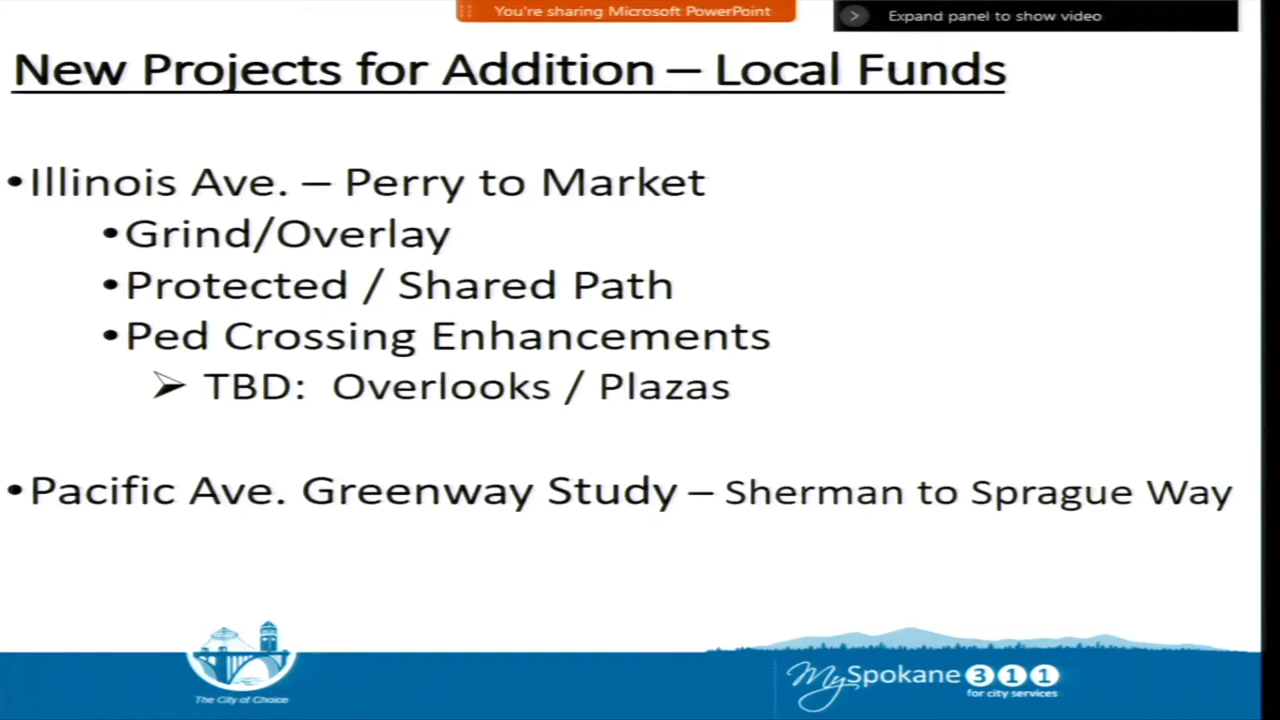 You're sharing Microsoft PowerPoint
Expand panel to show video
New Projects for Addition – Local Funds
•Illinois Ave. – Perry to Market
•Grind/Overlay
•Protected / Shared Path
•Ped Crossing Enhancements
➢ TBD: Overlooks / Plazas
•Pacific Ave. Greenway Study – Sherman to Sprague Way
The City of Choice
MySpokane 311
for city services